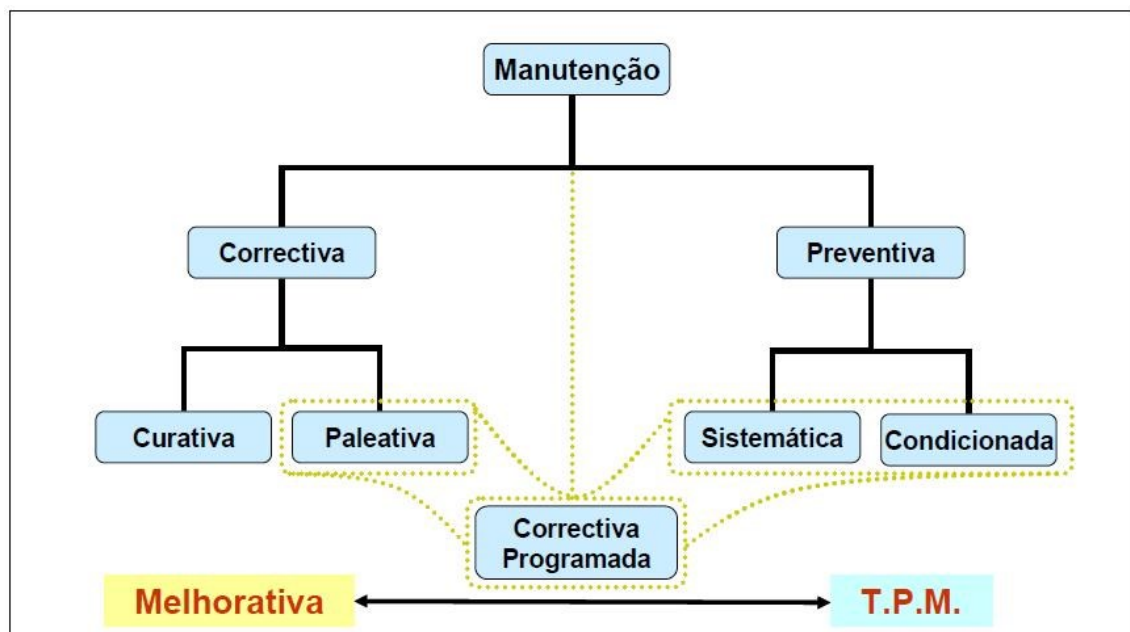 Manutenção
Correctiva
Preventiva
Curativa
Paleativa
Sistemática
Condicionada
Correctiva
Programada
Melhorativa
T.P.M.